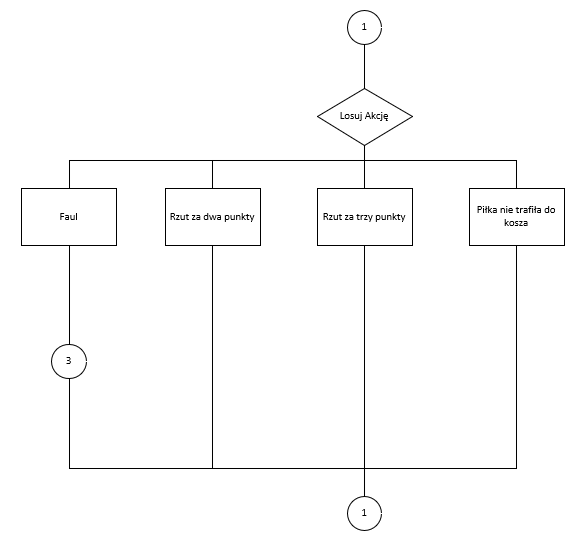 1
Losuj Akcję
Faul
Rzut za dwa punkty
Rzut za trzy punkty
Piłka nie trafiła do
kosza
3
1